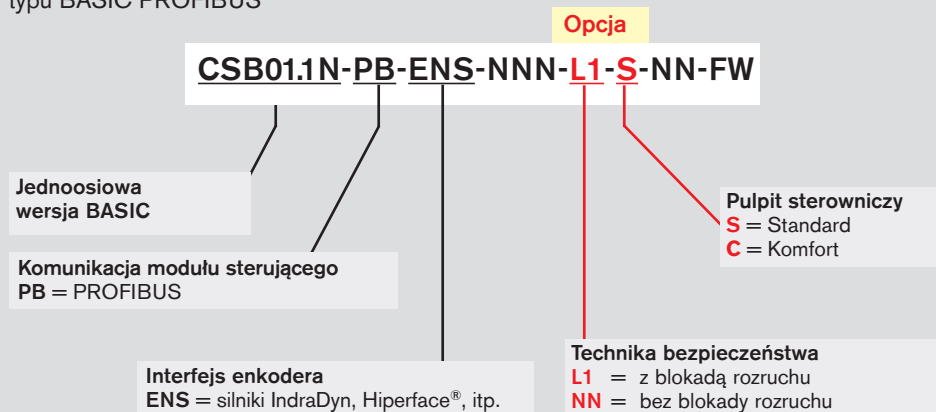 typu BASIC PROFIBUS
Opcja
CSB01.1N-PB-ENS-NNN-L1-S-NN-FW
Jednoosiowa
wersja BASIC
Pulpit sterowniczy
S = Standard
C = Komfort
Komunikacja modułu sterującego
PB = PROFIBUS
Technika bezpieczeństwa
L1 = z blokadą rozruchu
NN = bez blokady rozruchu
Interfejs enkodera
ENS = silniki IndraDyn, Hiperface®, itp.